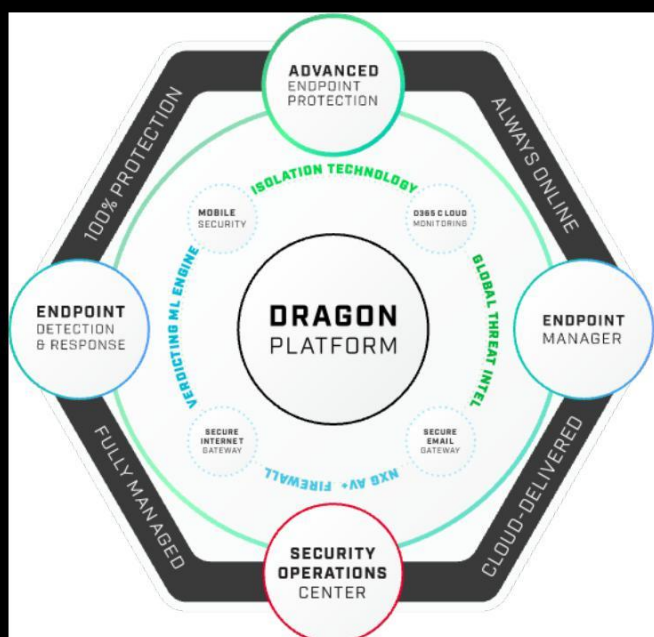 ADVANCED
ENDPOINT
PROTECTION
100% PROTECTION
ALWAYS ONLINE
ISOLATION TECHNOLOGY
MOBILE
SECURITY
O365 CLOUD
MONITORING
VERDICTING ML ENGINE
GLOBAL THREAT INTEL
ENDPOINT
DETECTION
& RESPONSE
DRAGON
PLATFORM
ENDPOINT
MANAGER
SECURE
INTERNET
GATEWAY
SECURE
EMAIL
GATEWAY
NXG AV+ FIREWALL
FULLY MANAGED
CLOUD-DELIVERED
SECURITY
OPERATIONS
CENTER